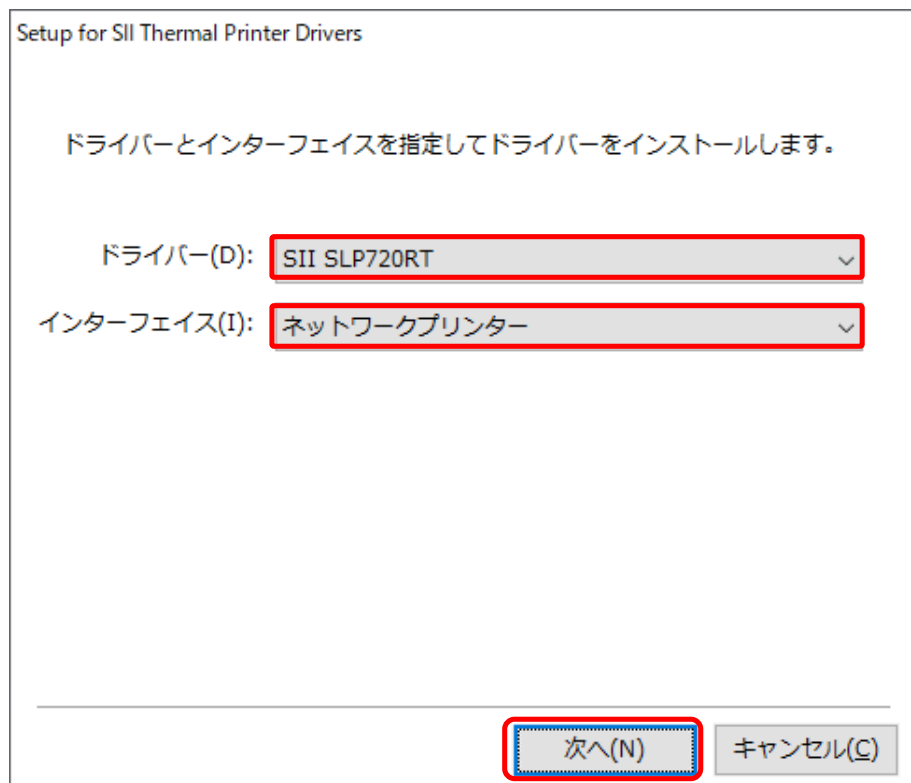 Setup for SII Thermal Printer Drivers
ドライバーとインターフェイスを指定してドライバーをインストールします。
ドライバー(D): SII SLP720RT
インターフェイス(I): ネットワークプリンター
次へ(N) キャンセル(C)